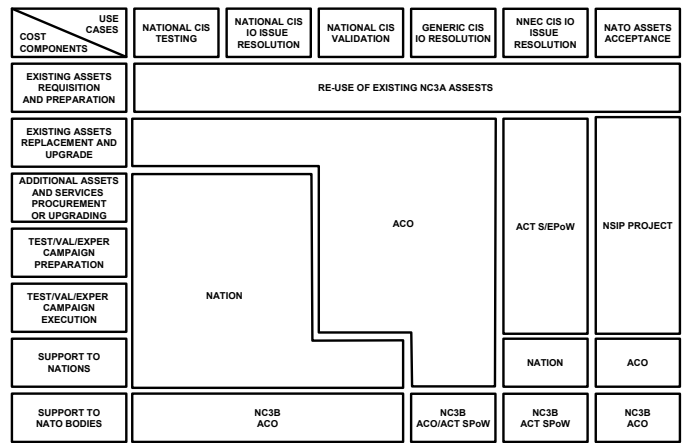 USE
CASES
COST
COMPONENTS
NATIONAL CIS
TESTING
NATIONAL CIS
IO ISSUE
RESOLUTION
NATIONAL CIS
VALIDATION
GENERIC CIS
IO RESOLUTION
NNEC CIS IO
ISSUE
RESOLUTION
NATO ASSETS
ACCEPTANCE
EXISTING ASSETS
REQUISITION
AND PREPARATION
RE-USE OF EXISTING NC3A ASSESTS
EXISTING ASSETS
REPLACEMENT AND
UPGRADE
ADDITIONAL ASSETS
AND SERVICES
PROCUREMENT
OR UPGRADING
ACO
ACT S/EPoW
NSIP PROJECT
TEST/VAL/EXPER
CAMPAIGN
PREPARATION
NATION
TEST/VAL/EXPER
CAMPAIGN
EXECUTION
SUPPORT TO
NATIONS
NATION
ACO
SUPPORT TO
NATO BODIES
NC3B
ACO
NC3B
ACO/ACT SPoW
NC3B
ACT SPoW
NC3B
ACO